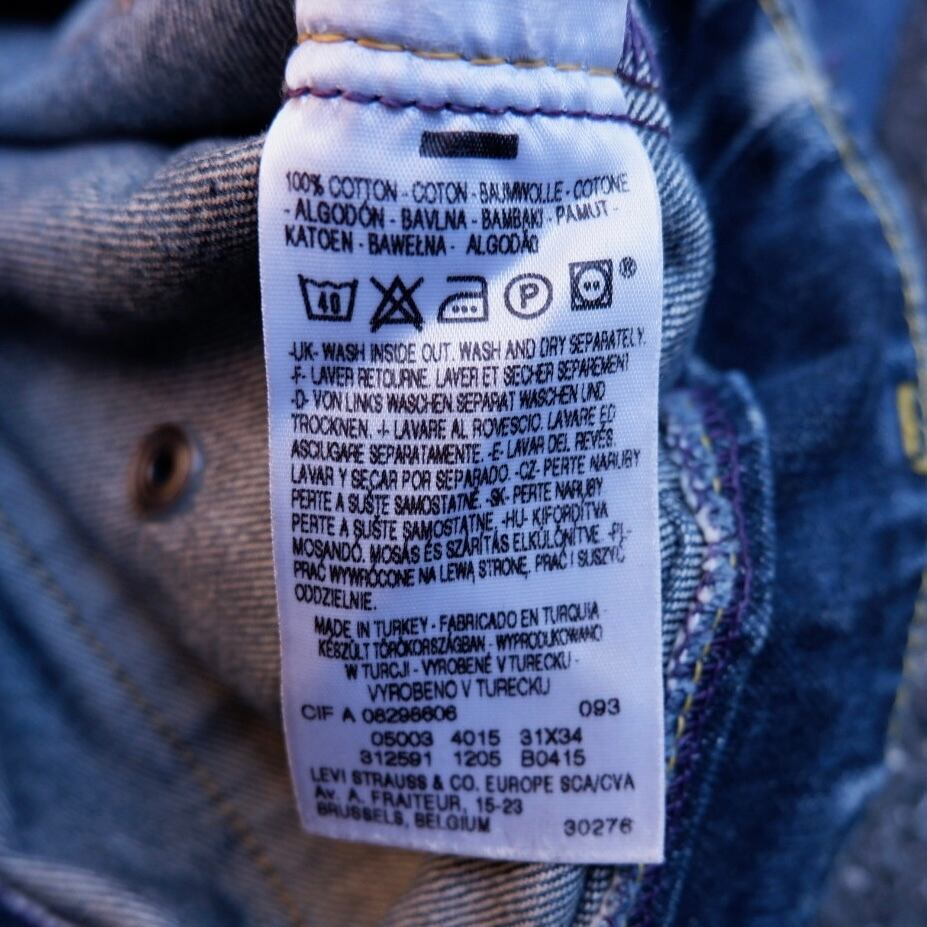 100% COTTON - COTON - BAUMWOLLE - COTONE
- ALGODÓN - BAVLNA - BAMBAKI - PAMUT -
KATOEN - BAWEŁNA - ALGODÃO
40 P ®
-UK- WASH INSIDE OUT. WASH AND DRY SEPARATELY.
-F- LAVER RETOURNE. LAVER ET SECHER SEPAREMENT
-D- VON LINKS WASCHEN SEPARAT WASCHEN UND
TROCKNEN. -I- LAVARE AL ROVESCIO. LAVARE ED
ASCIUGARE SEPARATAMENTE. -E- LAVAR DEL REVÉS.
LAVAR Y SEÇAR POR SEPARADO. -CZ- PERTE NARUBY
PERTE A SUŠTE SAMOSTATNĚ. -SK- PERTE NARUBY
PERTE A SUŠTE SAMOSTATNE. -HU- KIFORDÍTVA
MOSANDÓ. MOSÁS ÉS SZÁRÍTÁS ELKÜLÖNÍTVE. -PL-
PRAĆ WYWRÓCONE NA LEWĄ STRONĘ, PRAĆ I SUSZYĆ
ODDZIELNIE.
MADE IN TURKEY - FABRICADO EN TURQUIA -
KÉSZÜLT TÖRÖKORSZÁGBAN - WYPRODUKOWANO
W TURCJI - VYROBENÉ V TURECKU -
VYROBENO V TURECKU
CIF A 08298606 093
05003 4015 31X34
312591 1205 B0415
LEVI STRAUSS & CO. EUROPE SCA/CVA
Av. A. FRAITEUR, 15-23
BRUSSELS, BELGIUM 30276